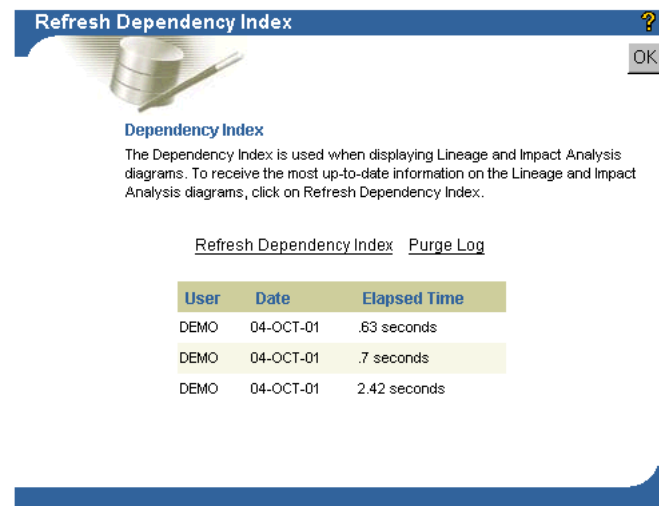 Refresh Dependency Index
?
OK
Dependency Index
The Dependency Index is used when displaying Lineage and Impact Analysis
diagrams. To receive the most up-to-date information on the Lineage and Impact
Analysis diagrams, click on Refresh Dependency Index.
Refresh Dependency Index Purge Log
User Date Elapsed Time
DEMO 04-OCT-01 .63 seconds
DEMO 04-OCT-01 .7 seconds
DEMO 04-OCT-01 2.42 seconds